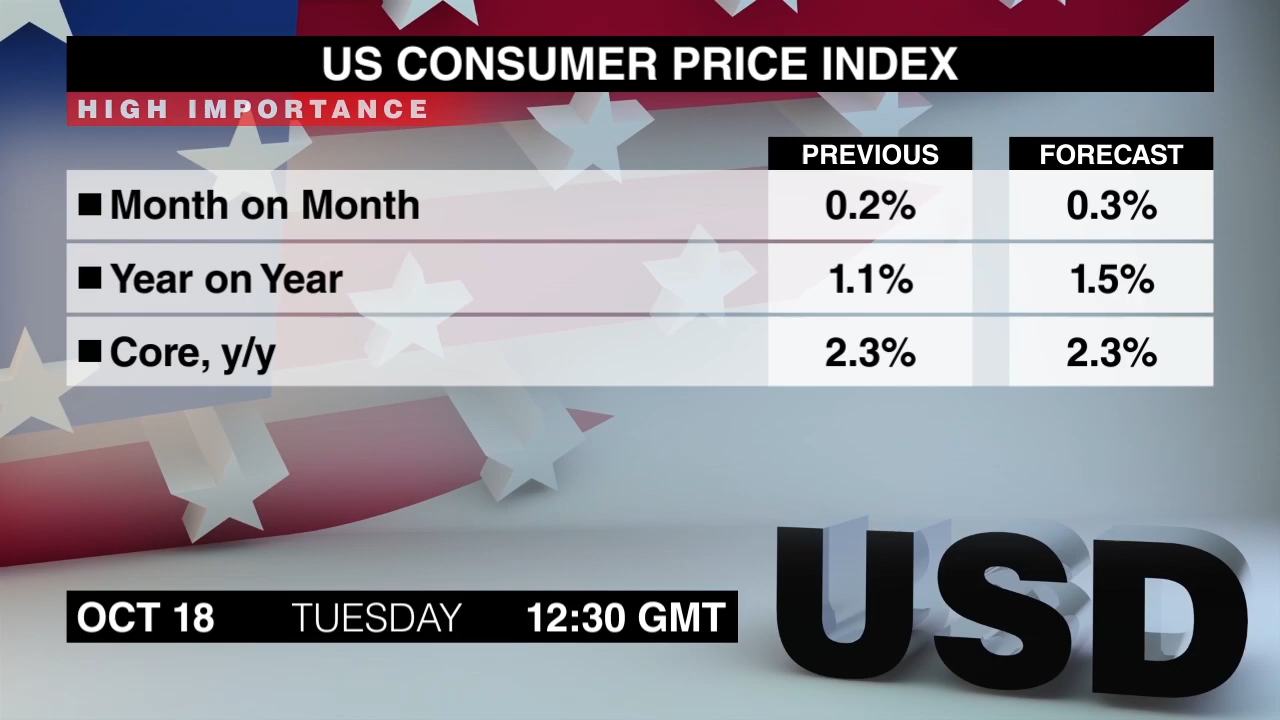 US CONSUMER PRICE INDEX
HIGH IMPORTANCE
PREVIOUS FORECAST
Month on Month 0.2% 0.3%
Year on Year 1.1% 1.5%
Core, y/y 2.3% 2.3%
OCT 18 TUESDAY 12:30 GMT
USD